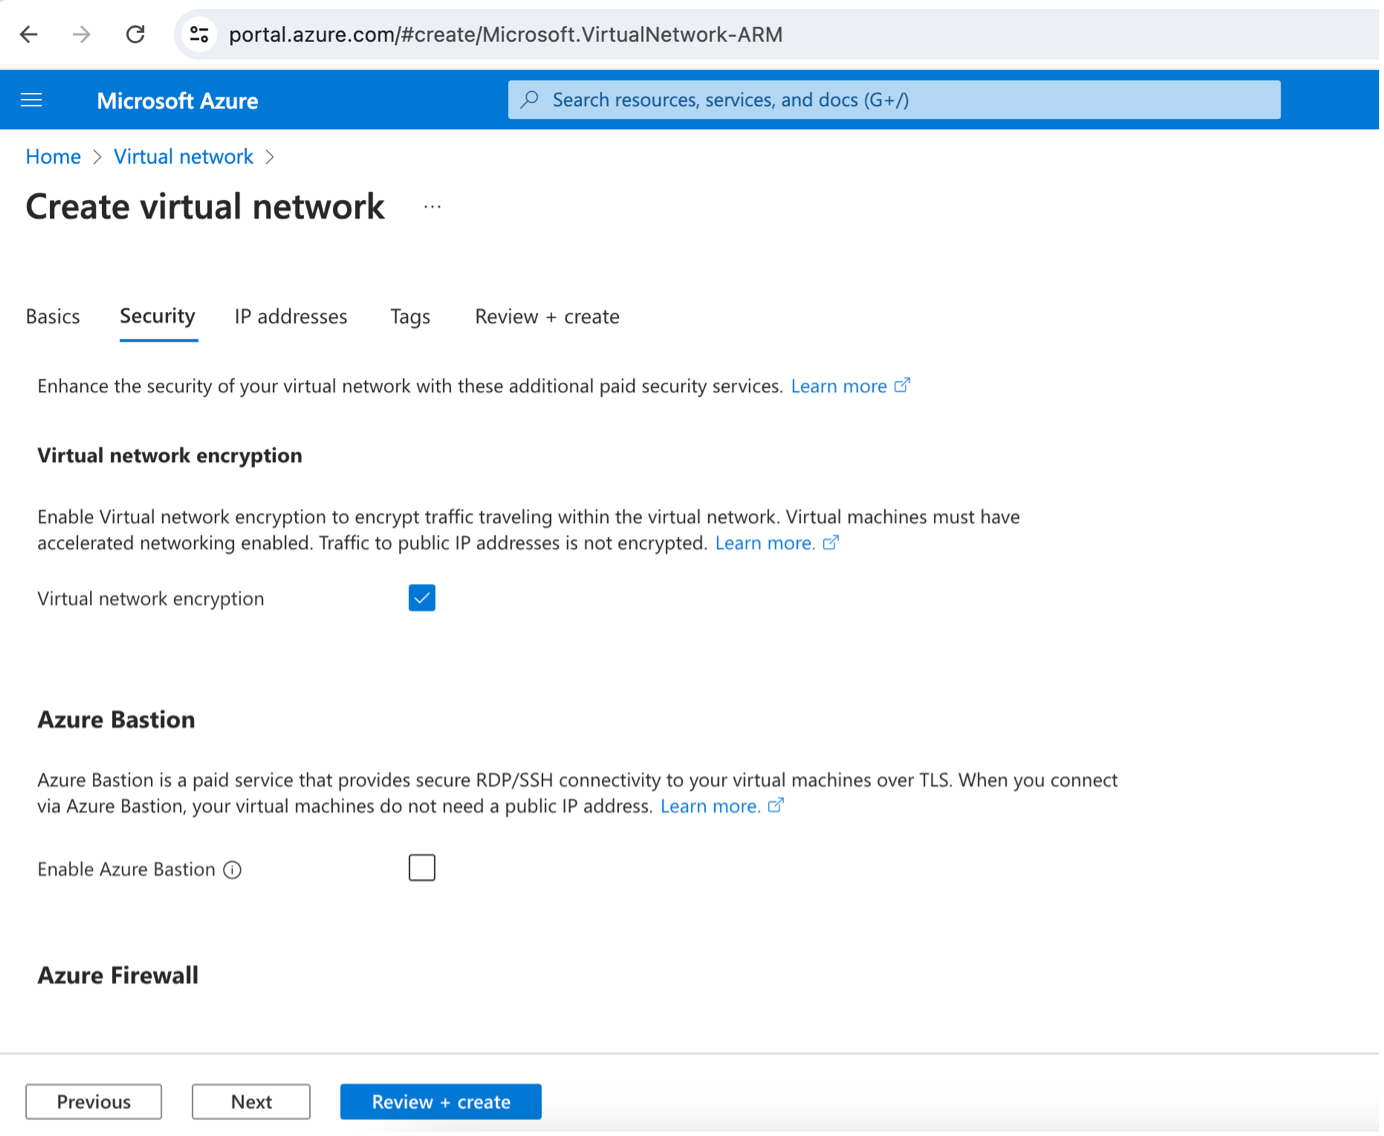 portal.azure.com/#create/Microsoft.VirtualNetwork-ARM
Microsoft Azure
Search resources, services, and docs (G+/)
Home > Virtual network >
Create virtual network ...
Basics Security IP addresses Tags Review + create
Enhance the security of your virtual network with these additional paid security services. Learn more
Virtual network encryption
Enable Virtual network encryption to encrypt traffic traveling within the virtual network. Virtual machines must have
accelerated networking enabled. Traffic to public IP addresses is not encrypted. Learn more.
Virtual network encryption
Azure Bastion
Azure Bastion is a paid service that provides secure RDP/SSH connectivity to your virtual machines over TLS. When you connect
via Azure Bastion, your virtual machines do not need a public IP address. Learn more.
Enable Azure Bastion
Azure Firewall
Previous Next Review + create